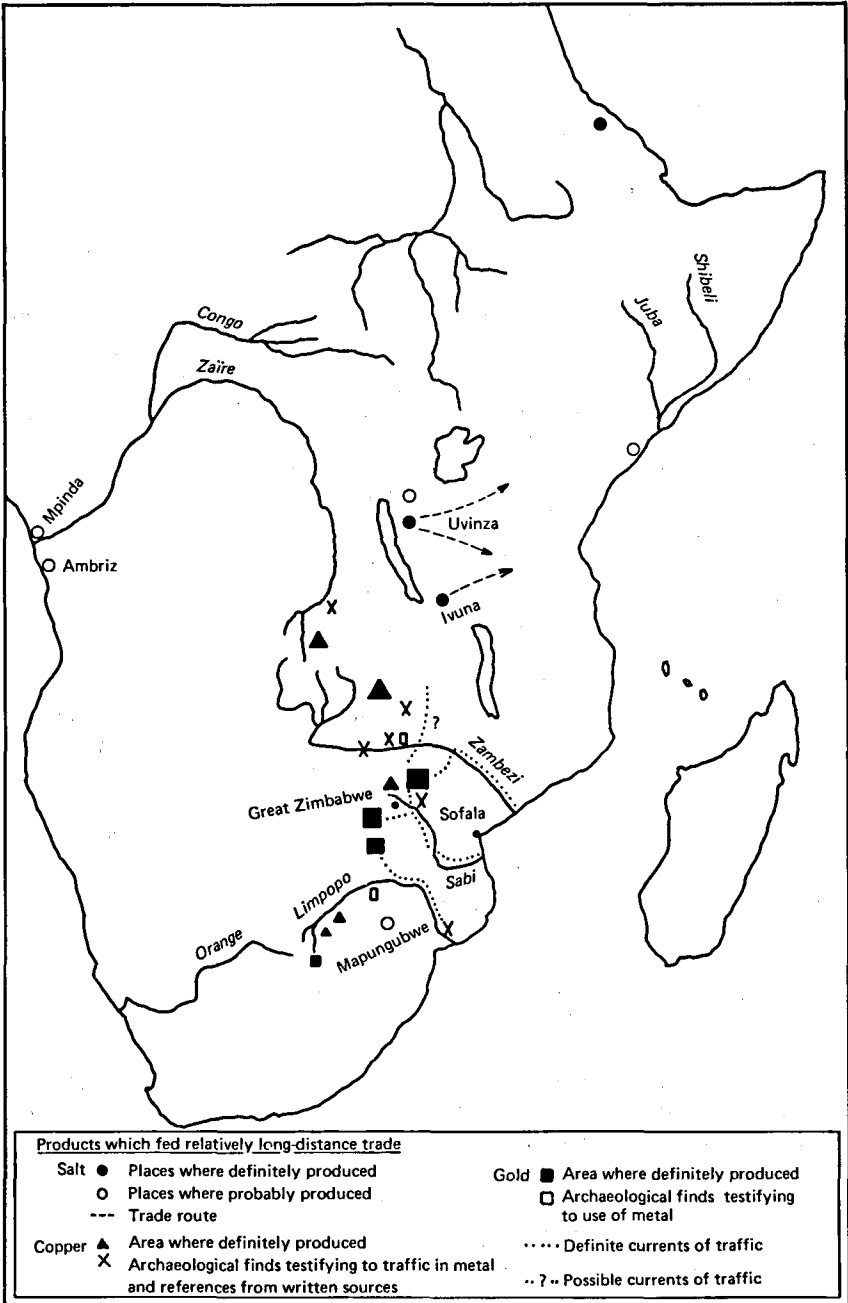 Shibeli
Juba
Congo
Zaïre
Mpinda
Ambriz
Uvinza
Ivuna
?
Zambezi
Great Zimbabwe
Sofala
Sabi
Limpopo
Mapungubwe
Orange
Products which fed relatively long-distance trade
Salt ● Places where definitely produced
○ Places where probably produced
--- Trade route
Copper ▲ Area where definitely produced
X Archaeological finds testifying to traffic in metal
and references from written sources
Gold ■ Area where definitely produced
□ Archaeological finds testifying
to use of metal
····· Definite currents of traffic
·· ? ·· Possible currents of traffic